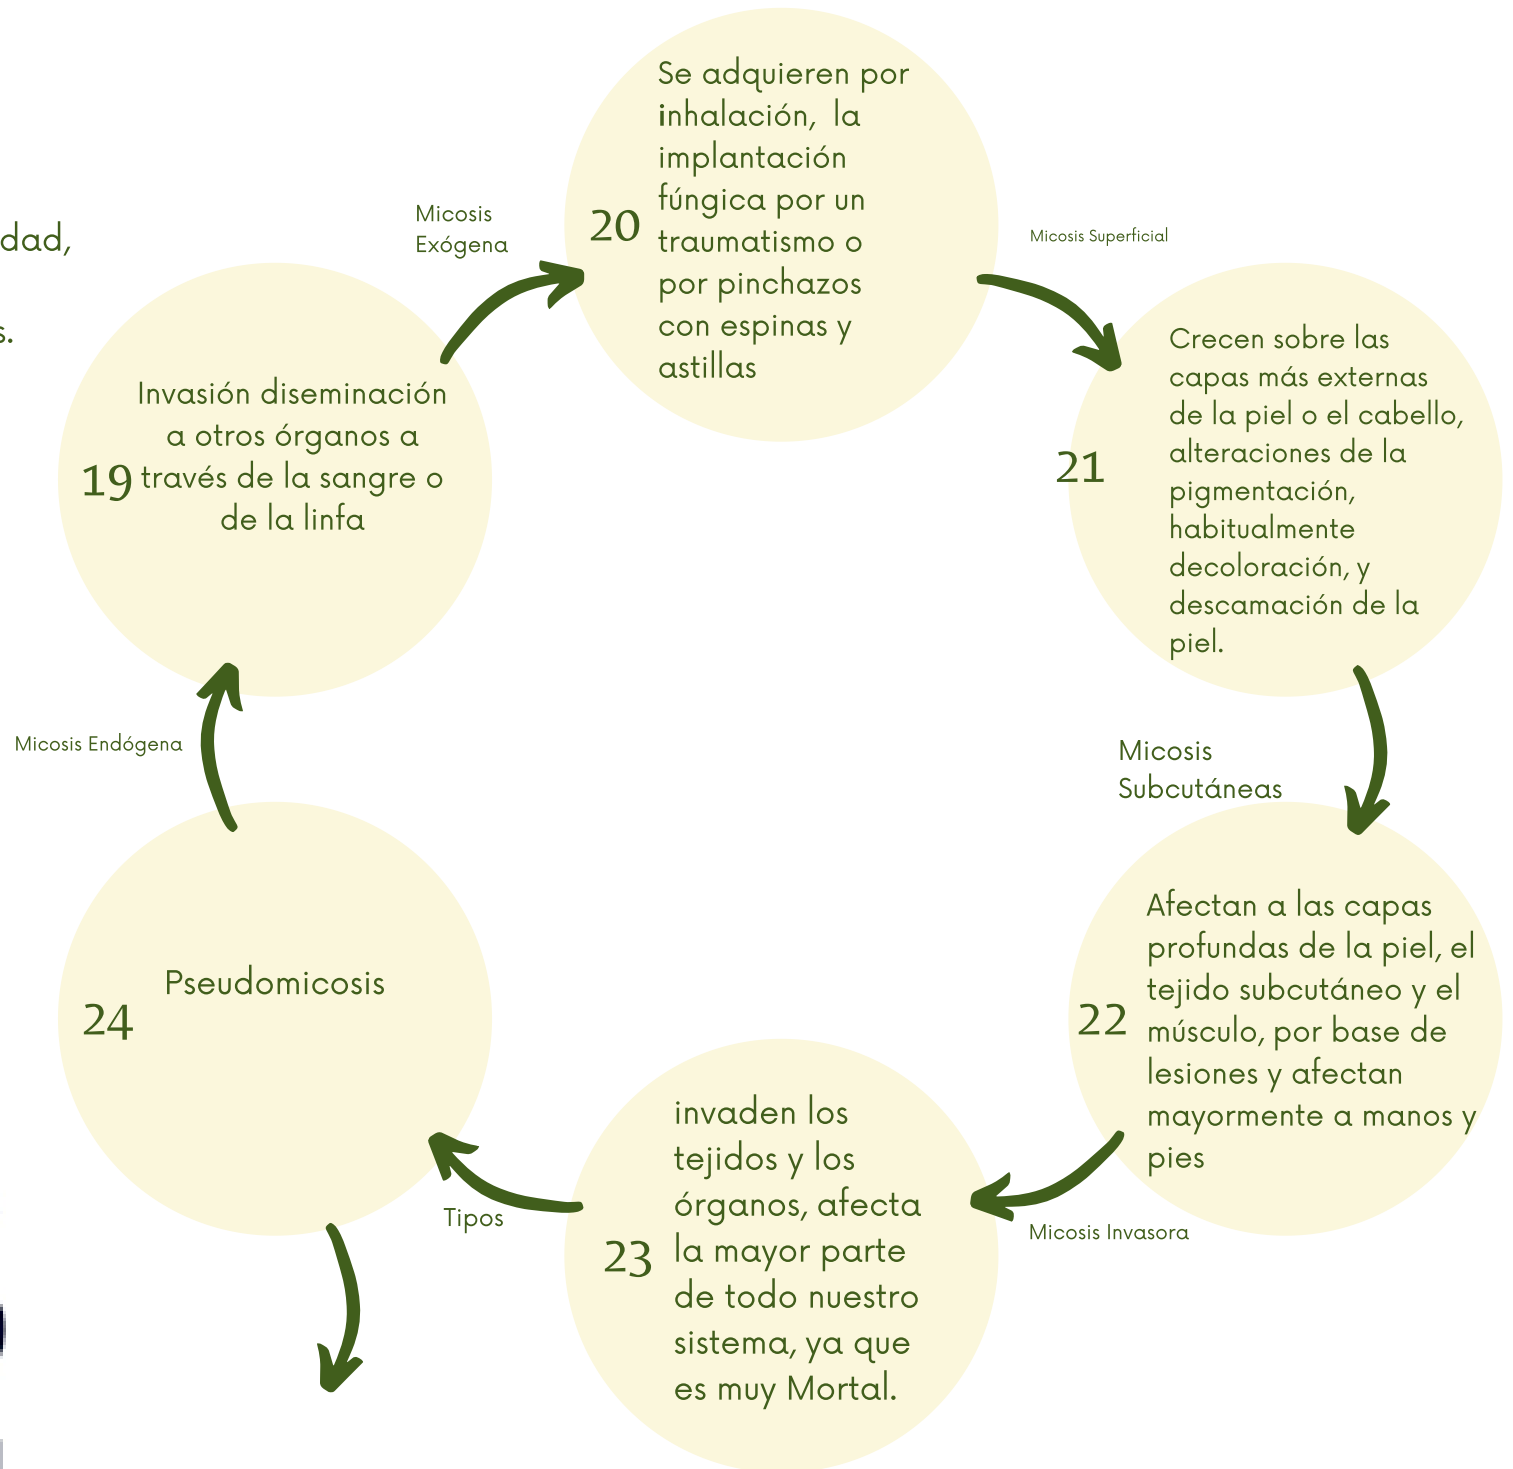 dad,
s.
Micosis Endógena
19
Invasión diseminación
a otros órganos a
través de la sangre o
de la linfa
Micosis
Exógena
20
Se adquieren por
inhalación, la
implantación
fúngica por un
traumatismo o
por pinchazos
con espinas y
astillas
Micosis Superficial
21
Crecen sobre las
capas más externas
de la piel o el cabello,
alteraciones de la
pigmentación,
habitualmente
decoloración, y
descamación de la
piel.
Micosis
Subcutáneas
22
Afectan a las capas
profundas de la piel, el
tejido subcutáneo y el
músculo, por base de
lesiones y afectan
mayormente a manos y
pies
Micosis Invasora
23
invaden los
tejidos y los
órganos, afecta
la mayor parte
de todo nuestro
sistema, ya que
es muy Mortal.
Tipos
24
Pseudomicosis